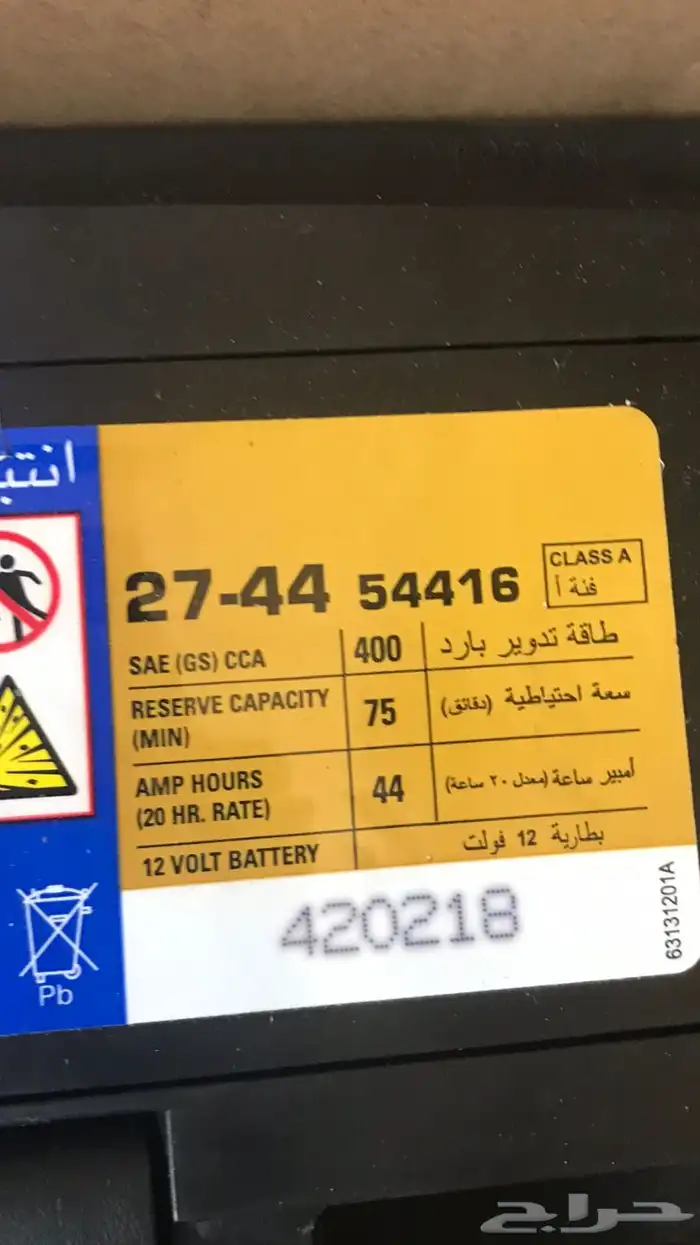 انتب
27-44 54416
CLASS A
فئة أ
SAE (GS) CCA 400 طاقة تدوير بارد
RESERVE CAPACITY (MIN) 75 سعة احتياطية (دقائق)
AMP HOURS (20 HR. RATE) 44 أمبير ساعة (معدل ٢٠ ساعة)
12 VOLT BATTERY بطارية 12 فولت
420218
63131201A
Pb
حراج